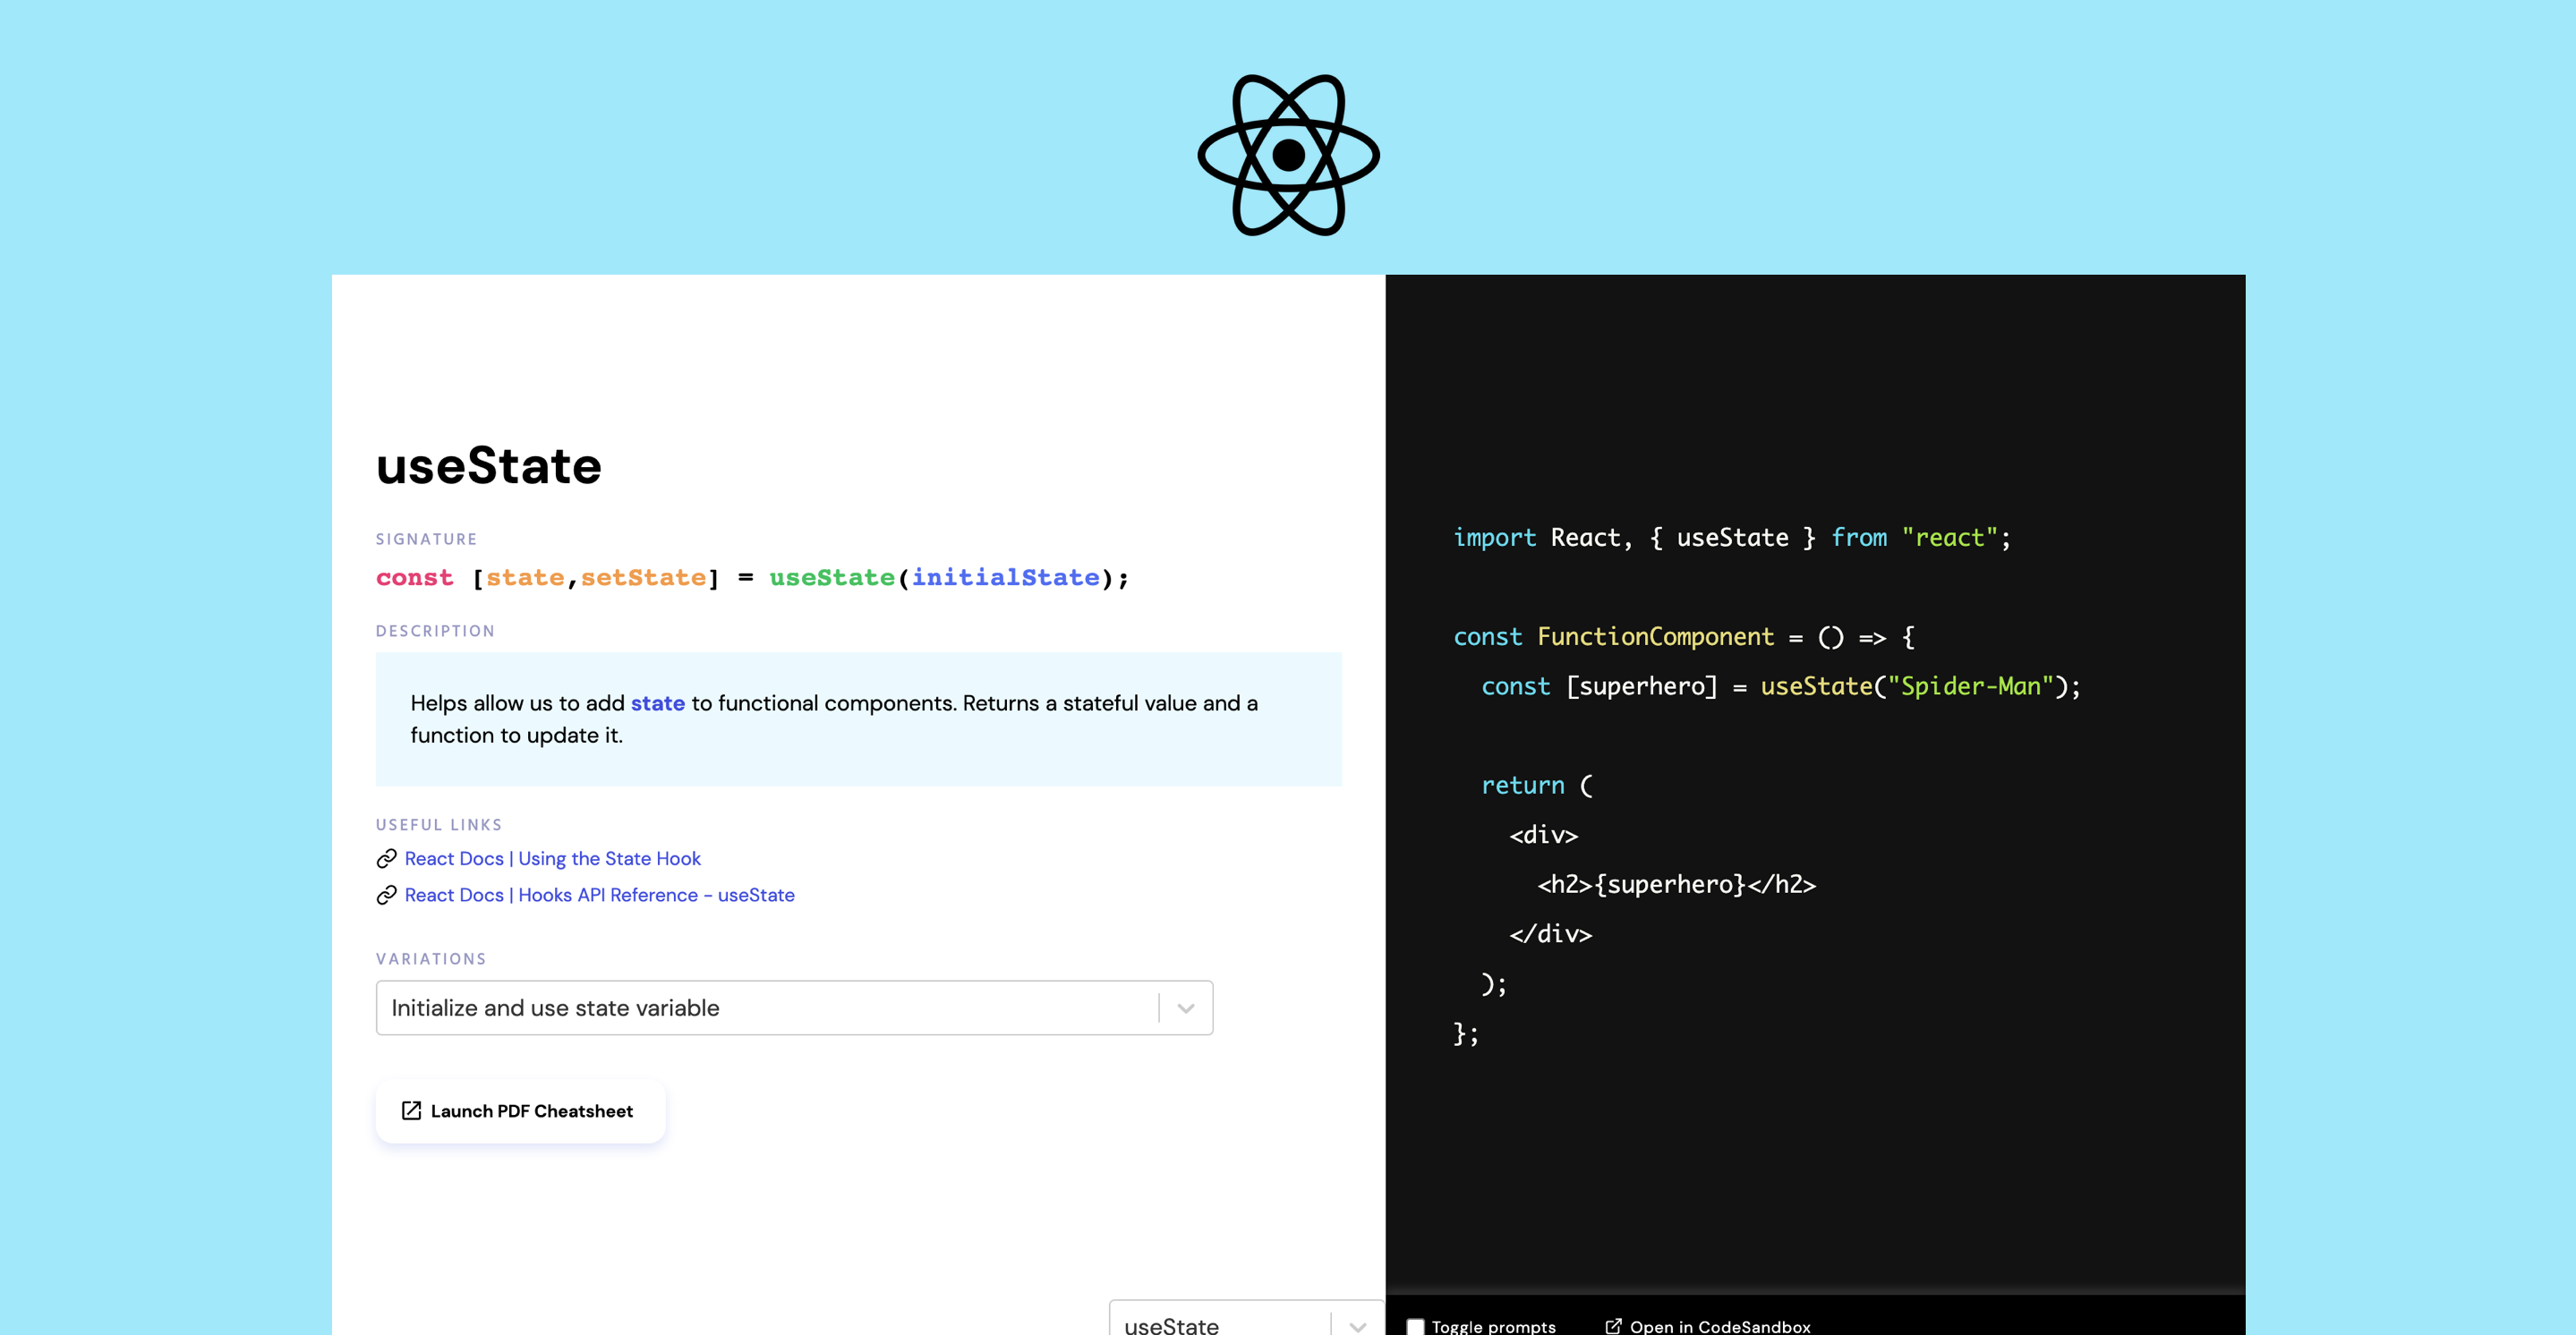 useState
SIGNATURE
const [state,setState] = useState(initialState);
DESCRIPTION
Helps allow us to add state to functional components. Returns a stateful value and a
function to update it.
USEFUL LINKS
React Docs | Using the State Hook
React Docs | Hooks API Reference - useState
VARIATIONS
Initialize and use state variable
Launch PDF Cheatsheet
useState
import React, { useState } from "react";
const FunctionComponent = () => {
const [superhero] = useState("Spider-Man");
return (
<div>
<h2>{superhero}</h2>
</div>
);
};
Toggle prompts
Open in CodeSandbox